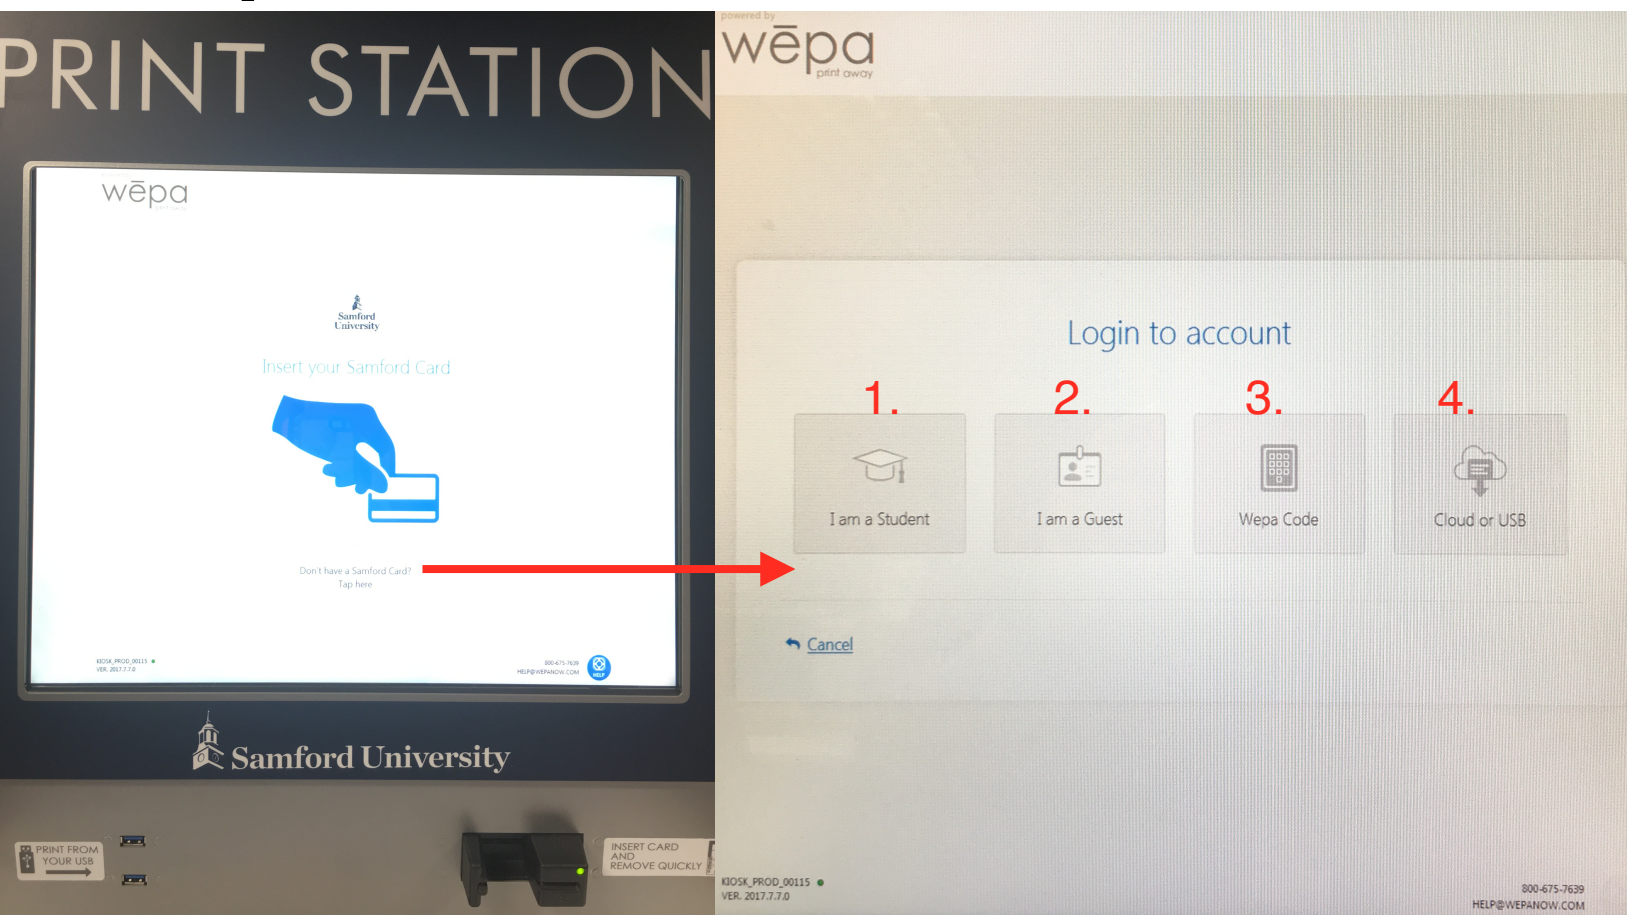 PRINT STATION
wēpa
Samford
University
Insert your Samford Card
Don't have a Samford Card?
Tap here
KIOSK_PROD_00115
VER. 2017.7.7.0
800-675-7639
HELP@WEPANOW.COM
HELP
Samford University
PRINT FROM
YOUR USB
INSERT CARD
AND
REMOVE QUICKLY
powered by
wēpa
print away
Login to account
1. 2. 3. 4.
I am a Student I am a Guest Wepa Code Cloud or USB
Cancel
KIOSK_PROD_00115
VER. 2017.7.7.0
800-675-7639
HELP@WEPANOW.COM